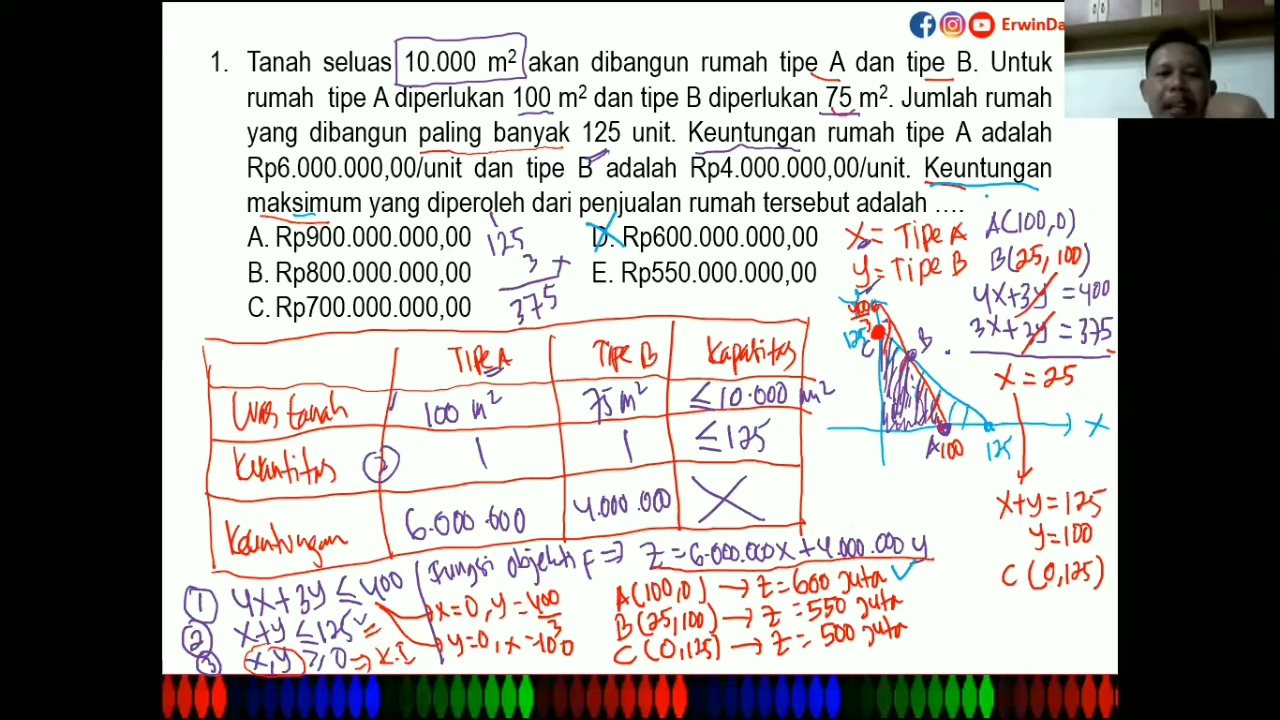 ErwinDa
1. Tanah seluas 10.000 m² akan dibangun rumah tipe A dan tipe B. Untuk
rumah tipe A diperlukan 100 m² dan tipe B diperlukan 75 m². Jumlah rumah
yang dibangun paling banyak 125 unit. Keuntungan rumah tipe A adalah
Rp6.000.000,00/unit dan tipe B adalah Rp4.000.000,00/unit. Keuntungan
maksimum yang diperoleh dari penjualan rumah tersebut adalah ....
A. Rp900.000.000,00
D. Rp600.000.000,00
B. Rp800.000.000,00
E. Rp550.000.000,00
C. Rp700.000.000,00
125
3 ×
375
x = Tipe A
y = Tipe B
A(100,0)
B(25,100)
4x+3y = 400
3x+3y = 375
x = 25
x+y = 125
y = 100
C (0,125)
y
400
3
125
C
B
A 100
125
x
Tipe A Tipe B Kapasitas
Luas tanah 100 m² 75 m² ≤ 10.000 m²
Kuantitas 1 1 ≤ 125
Keuntungan 6.000.000 4.000.000 X
Fungsi objektif => Z = 6.000.000x + 4.000.000y
1 4x+3y ≤ 400
2 x+y ≤ 125
3 x,y ≥ 0 => K.I
x=0, y = 400
3
y=0, x = 100
A(100,0) → Z = 600 juta
B(25,100) → Z = 550 juta
C(0,125) → Z = 500 juta